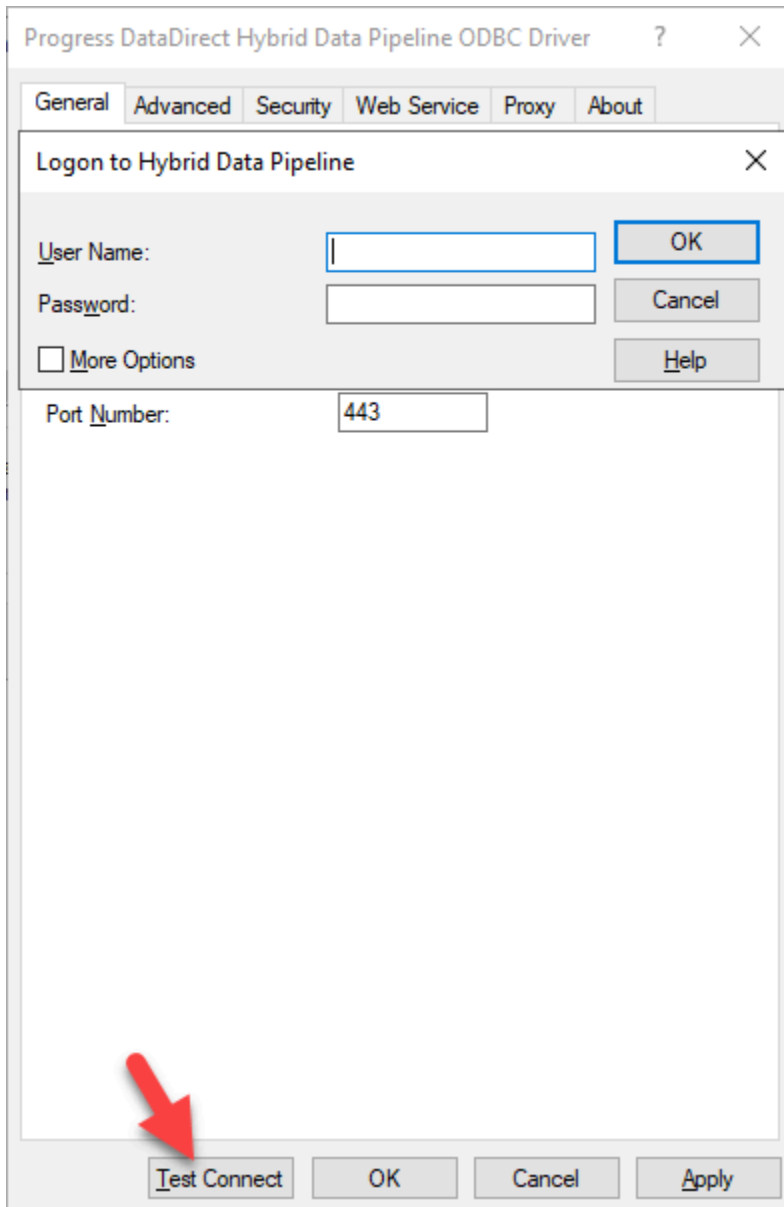 Progress DataDirect Hybrid Data Pipeline ODBC Driver ?
General Advanced Security Web Service Proxy About
Logon to Hybrid Data Pipeline
User Name: OK
Password: Cancel
More Options Help
Port Number: 443
Test Connect OK Cancel Apply